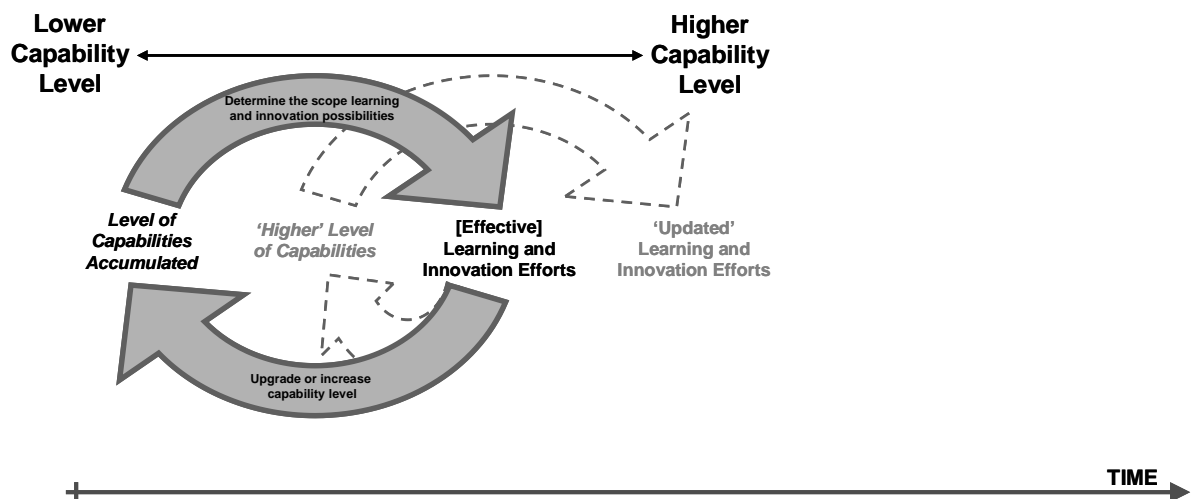 Lower
Capability
Level
Higher
Capability
Level
Determine the scope learning
and innovation possibilities
Level of
Capabilities
Accumulated
‘Higher’ Level
of Capabilities
[Effective]
Learning and
Innovation Efforts
‘Updated’
Learning and
Innovation Efforts
Upgrade or increase
capability level
TIME